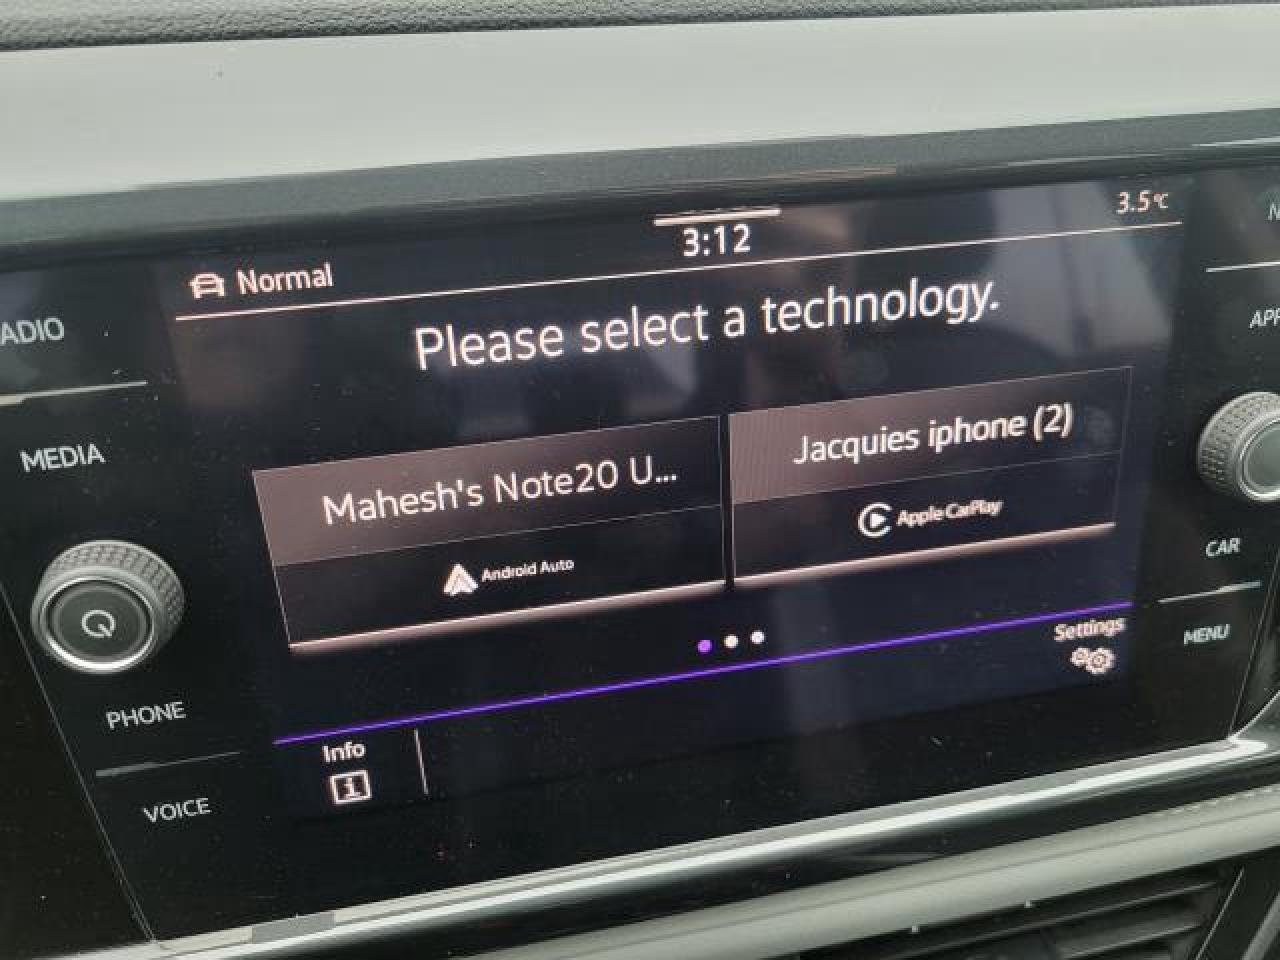 3.5°C
3:12
Normal
Please select a technology.
ADIO
MEDIA
PHONE
VOICE
Mahesh's Note20 U...
Android Auto
Jacquies iphone (2)
Apple CarPlay
Settings
Info
APP
CAR
MENU